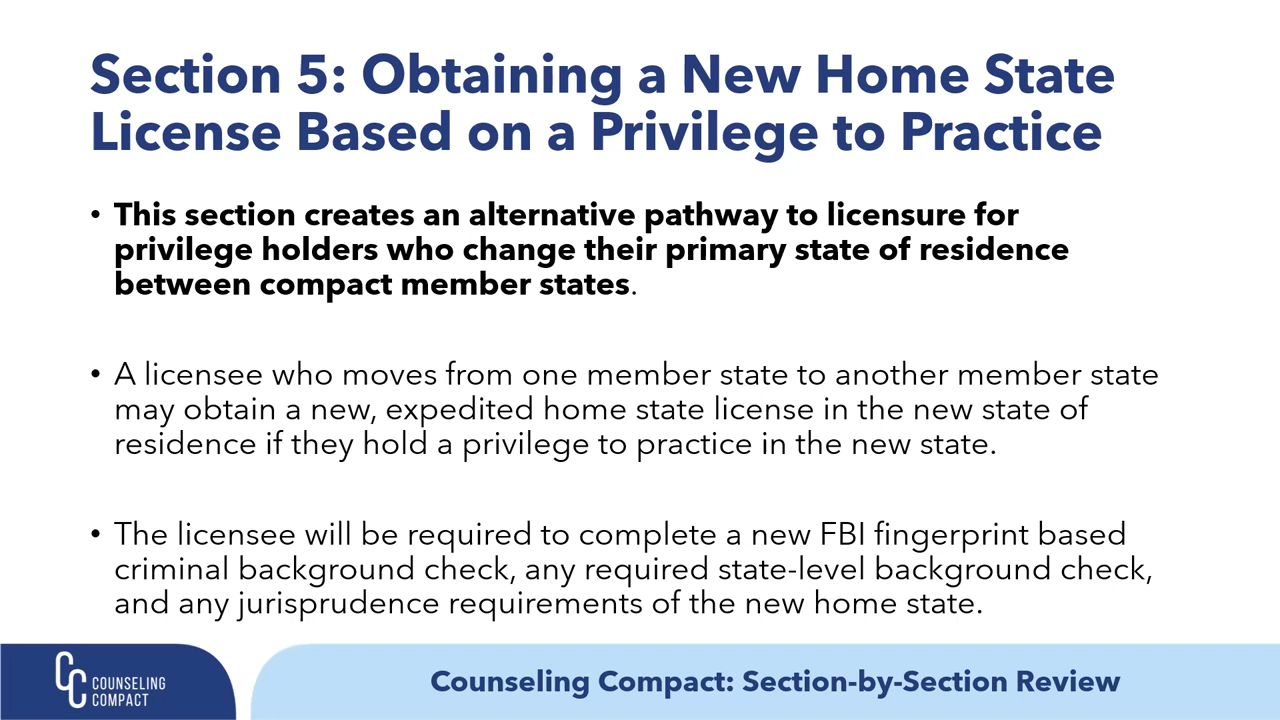 Section 5: Obtaining a New Home State
License Based on a Privilege to Practice
• This section creates an alternative pathway to licensure for
privilege holders who change their primary state of residence
between compact member states.
• A licensee who moves from one member state to another member state
may obtain a new, expedited home state license in the new state of
residence if they hold a privilege to practice in the new state.
• The licensee will be required to complete a new FBI fingerprint based
criminal background check, any required state-level background check,
and any jurisprudence requirements of the new home state.
CC COUNSELING
COMPACT
Counseling Compact: Section-by-Section Review